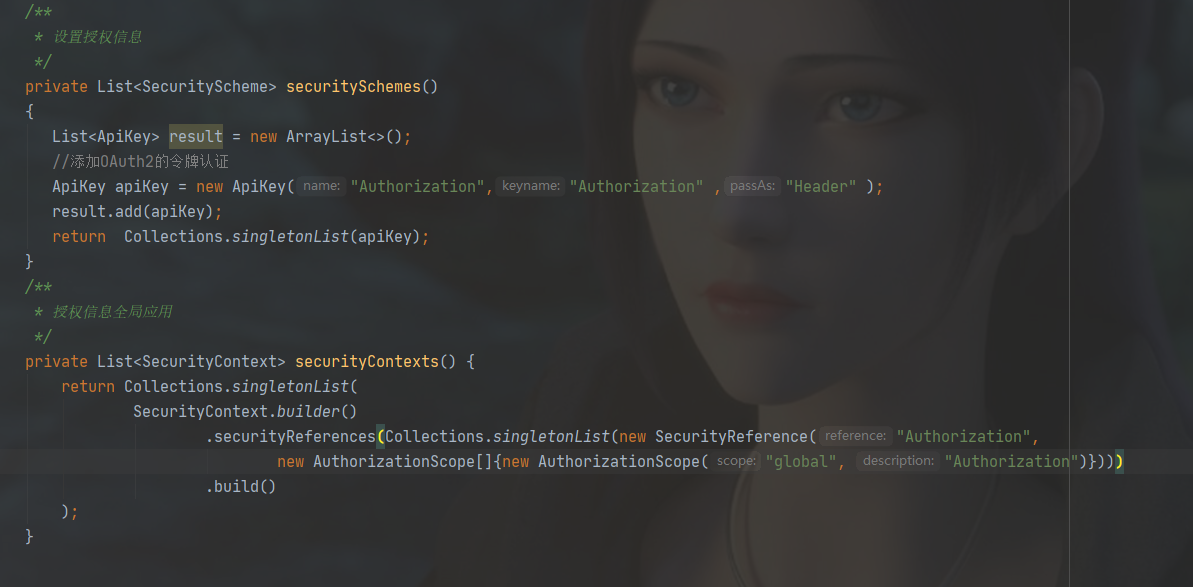 /**
 * 设置授权信息
 */
private List<SecurityScheme> securitySchemes()
{
   List<ApiKey> result = new ArrayList<>();
   //添加OAuth2的令牌认证
   ApiKey apiKey = new ApiKey( name: "Authorization", keyname: "Authorization" , passAs: "Header" );
   result.add(apiKey);
   return  Collections.singletonList(apiKey);
}
/**
 * 授权信息全局应用
 */
private List<SecurityContext> securityContexts() {
    return Collections.singletonList(
            SecurityContext.builder()
                    .securityReferences(Collections.singletonList(new SecurityReference( reference: "Authorization",
                            new AuthorizationScope[]{new AuthorizationScope( scope: "global", description: "Authorization")})))
                    .build()
    );
}